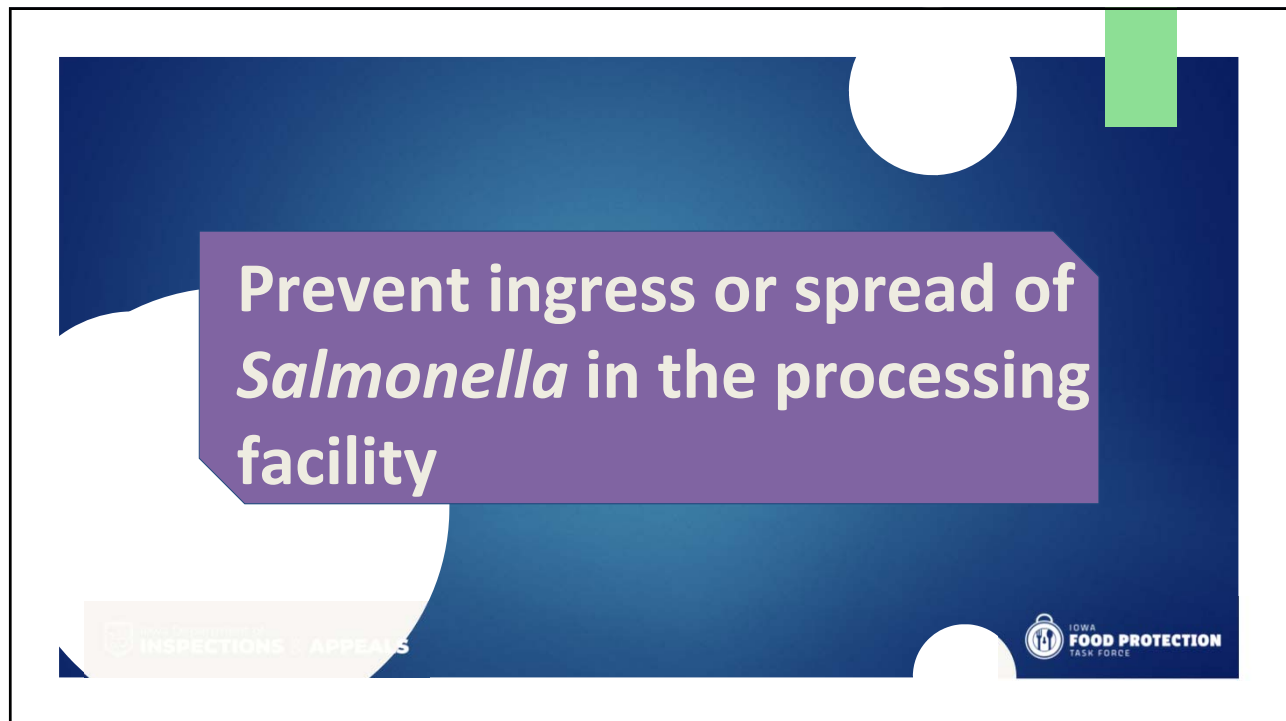 Prevent ingress or spread of
Salmonella in the processing
facility
INSPECTIONS & APPEALS
IOWA
FOOD PROTECTION
TASK FORCE